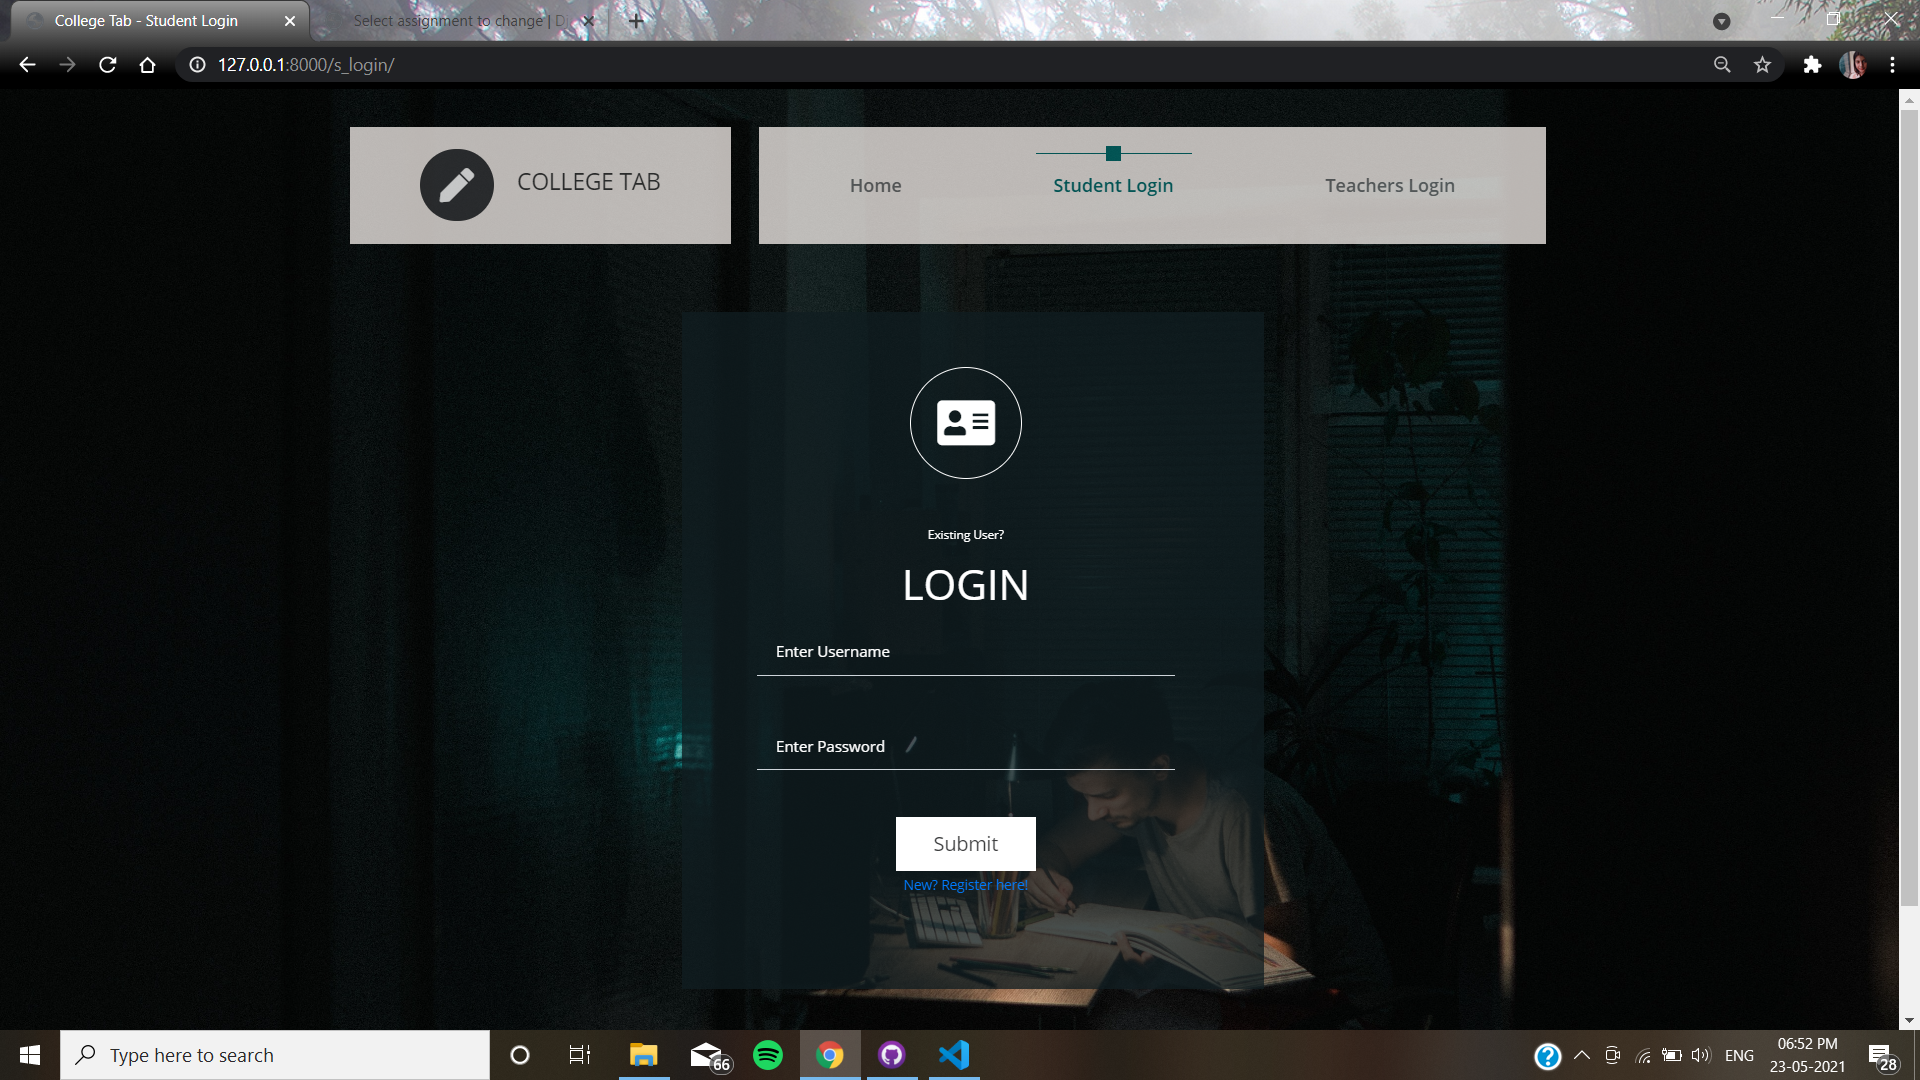 College Tab - Student Login
Select assignment to change | Dj
127.0.0.1:8000/s_login/
COLLEGE TAB
Home
Student Login
Teachers Login
Existing User?
LOGIN
Enter Username
Enter Password
Submit
New? Register here!
Type here to search
66
ENG
06:52 PM
23-05-2021
28